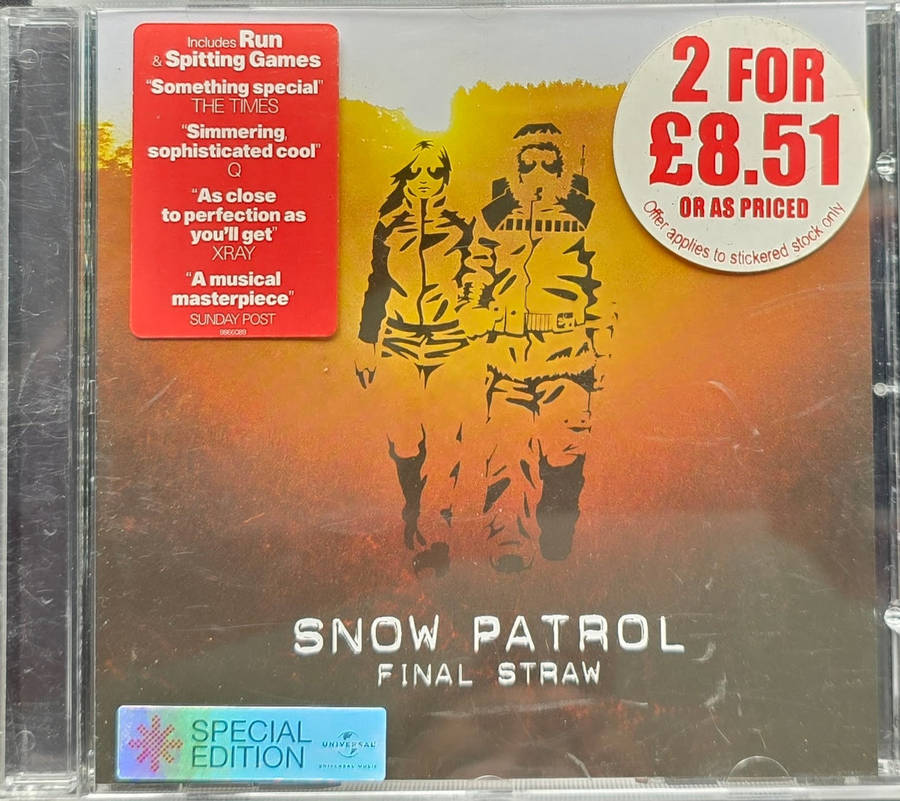 Includes Run
& Spitting Games
"Something special"
THE TIMES
"Simmering,
sophisticated cool"
Q
"As close
to perfection as
you'll get"
XRAY
"A musical
masterpiece"
SUNDAY POST
2 FOR
£8.51
OR AS PRICED
Offer applies to stickered stock only
SNOW PATROL
FINAL STRAW
SPECIAL
EDITION
UNIVERSAL
UNIVERSAL MUSIC